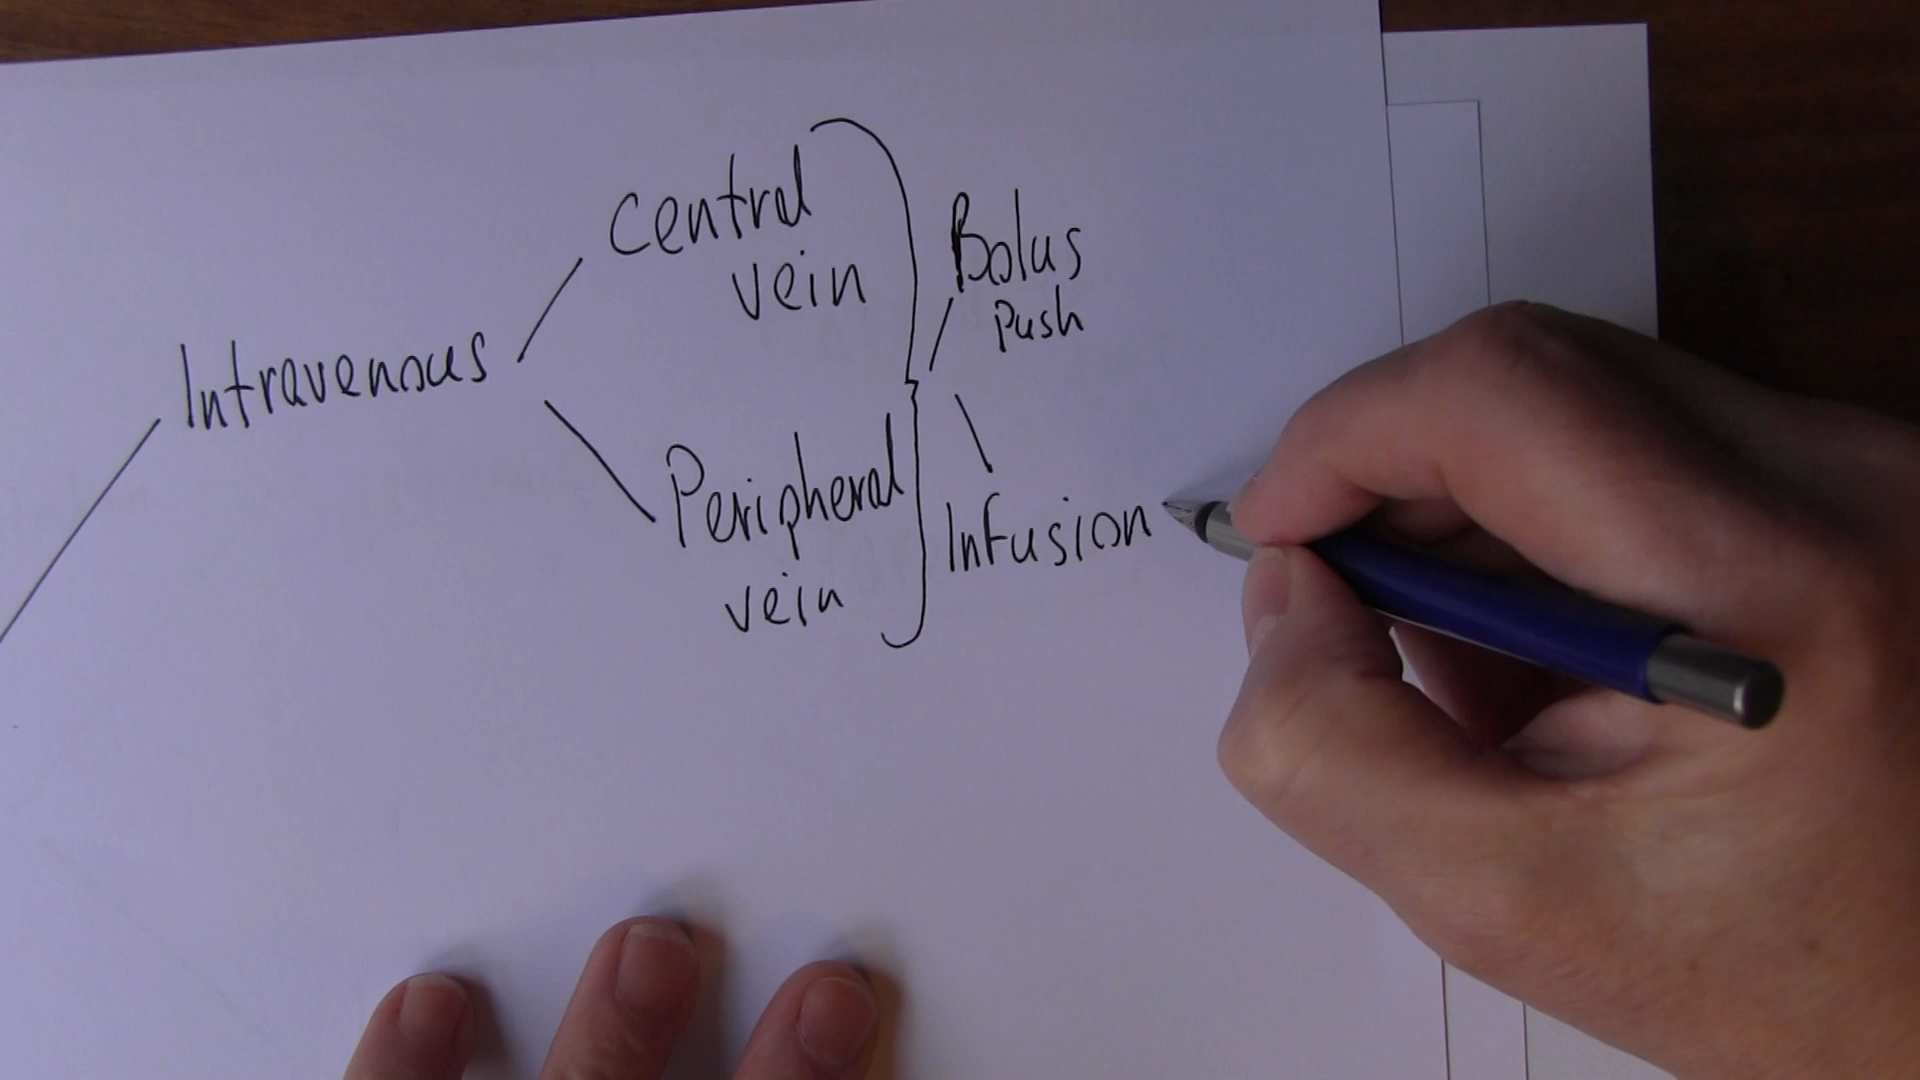 Intravenous
Central
vein
Peripheral
vein
Bolus
Push
Infusion